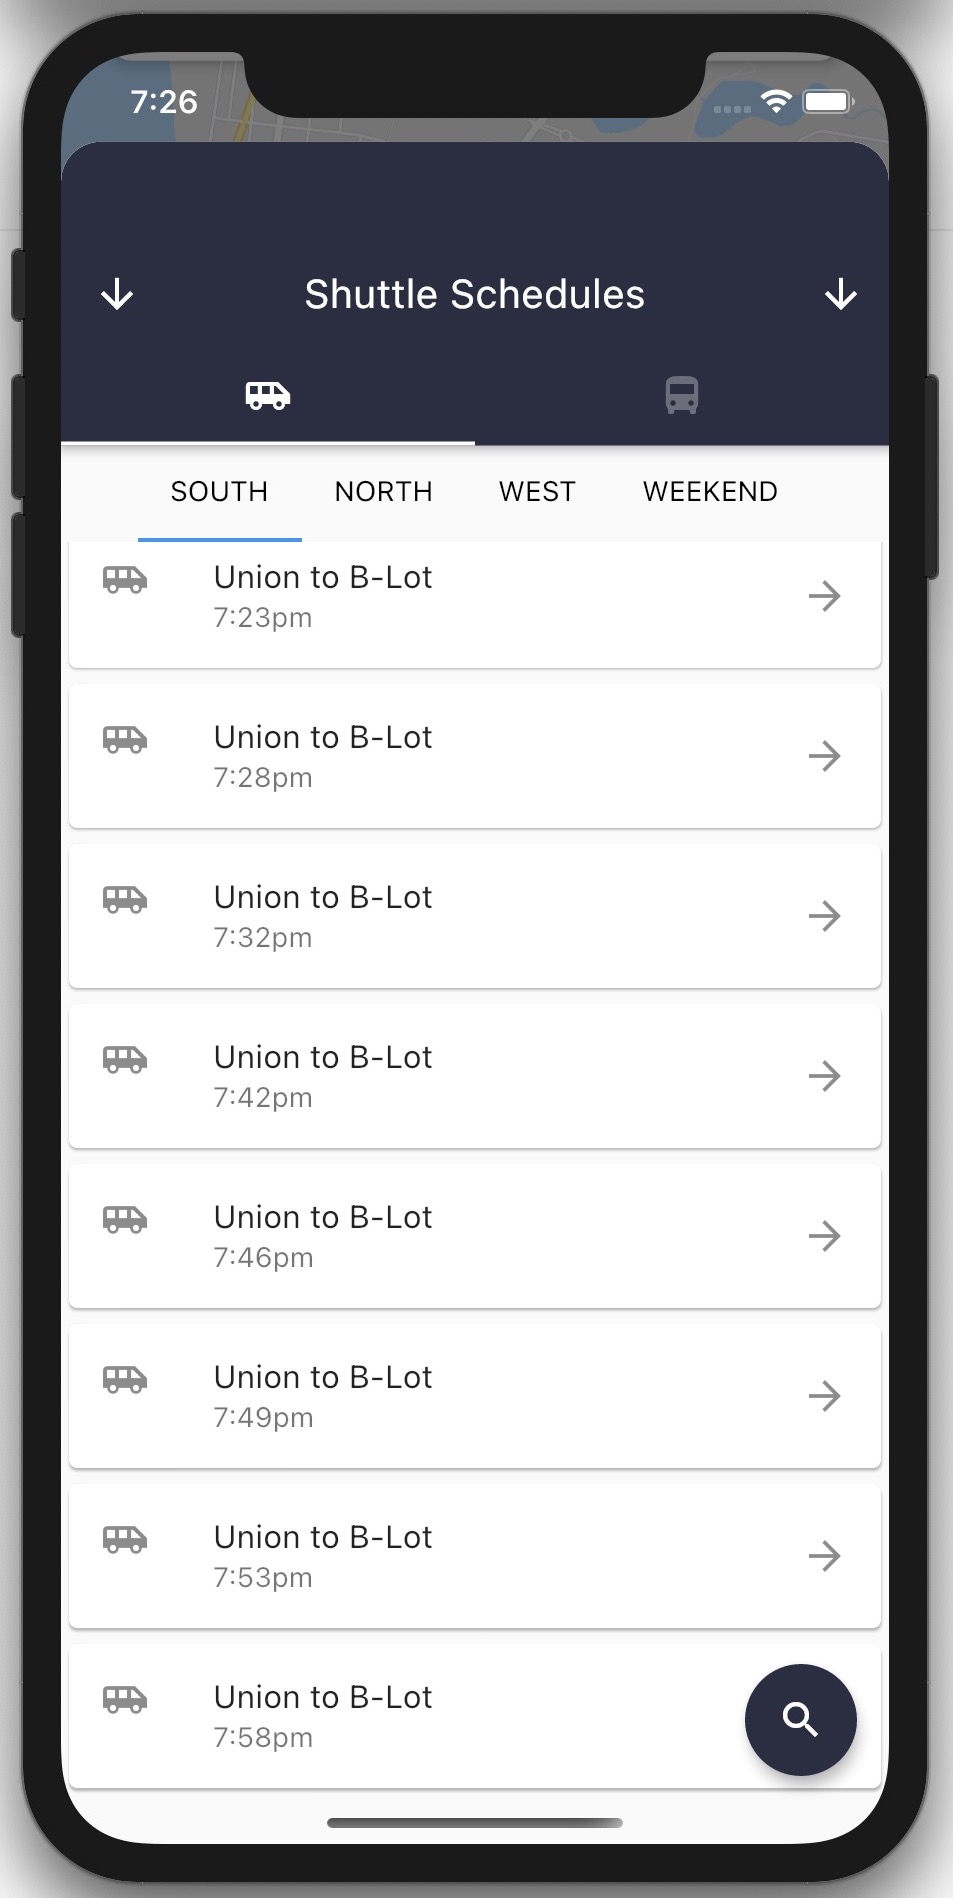 7:26
Shuttle Schedules
SOUTH NORTH WEST WEEKEND
Union to B-Lot
7:23pm
Union to B-Lot
7:28pm
Union to B-Lot
7:32pm
Union to B-Lot
7:42pm
Union to B-Lot
7:46pm
Union to B-Lot
7:49pm
Union to B-Lot
7:53pm
Union to B-Lot
7:58pm